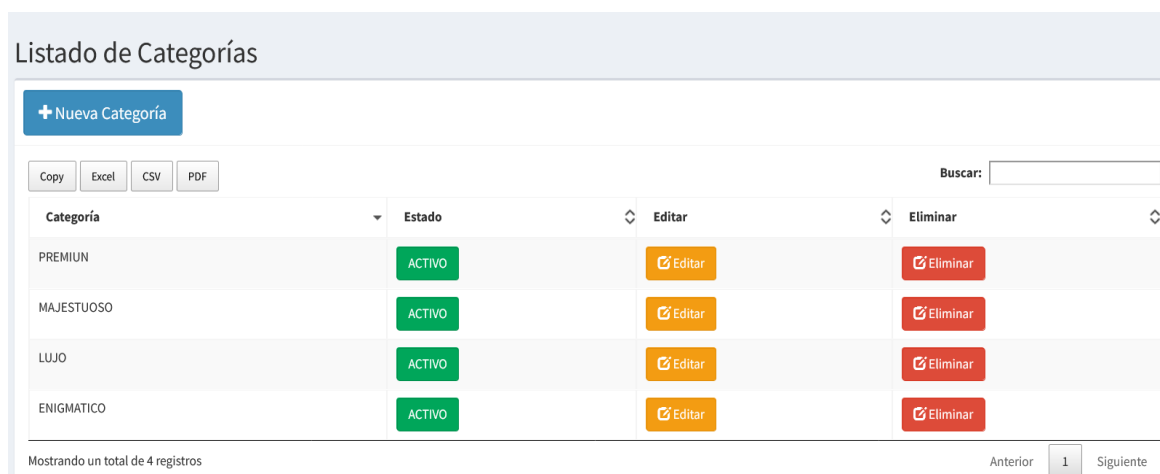 Listado de Categorías
Nueva Categoría
Copy Excel CSV PDF Buscar:
Categoría Estado Editar Eliminar
PREMIUN ACTIVO Editar Eliminar
MAJESTUOSO ACTIVO Editar Eliminar
LUJO ACTIVO Editar Eliminar
ENIGMATICO ACTIVO Editar Eliminar
Mostrando un total de 4 registros Anterior 1 Siguiente